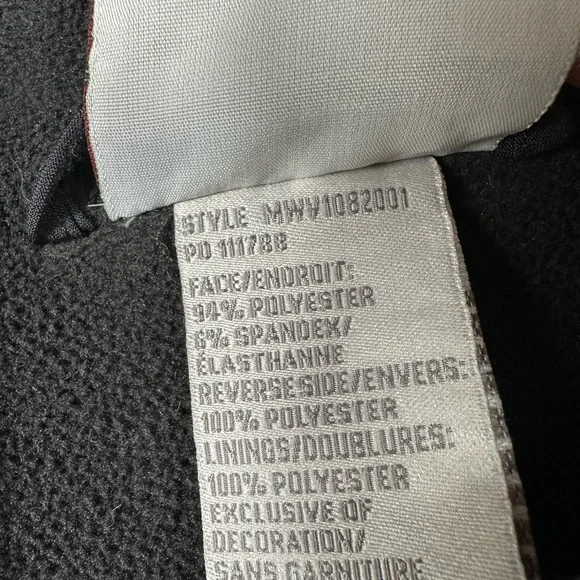 STYLE MWV1082001
PO 111788
FACE/ENDROIT:
94% POLYESTER
6% SPANDEX/
ÉLASTHANNE
REVERSE SIDE/ENVERS:
100% POLYESTER
LININGS/DOUBLURES:
100% POLYESTER
EXCLUSIVE OF
DECORATION/
SANS GARNITURE